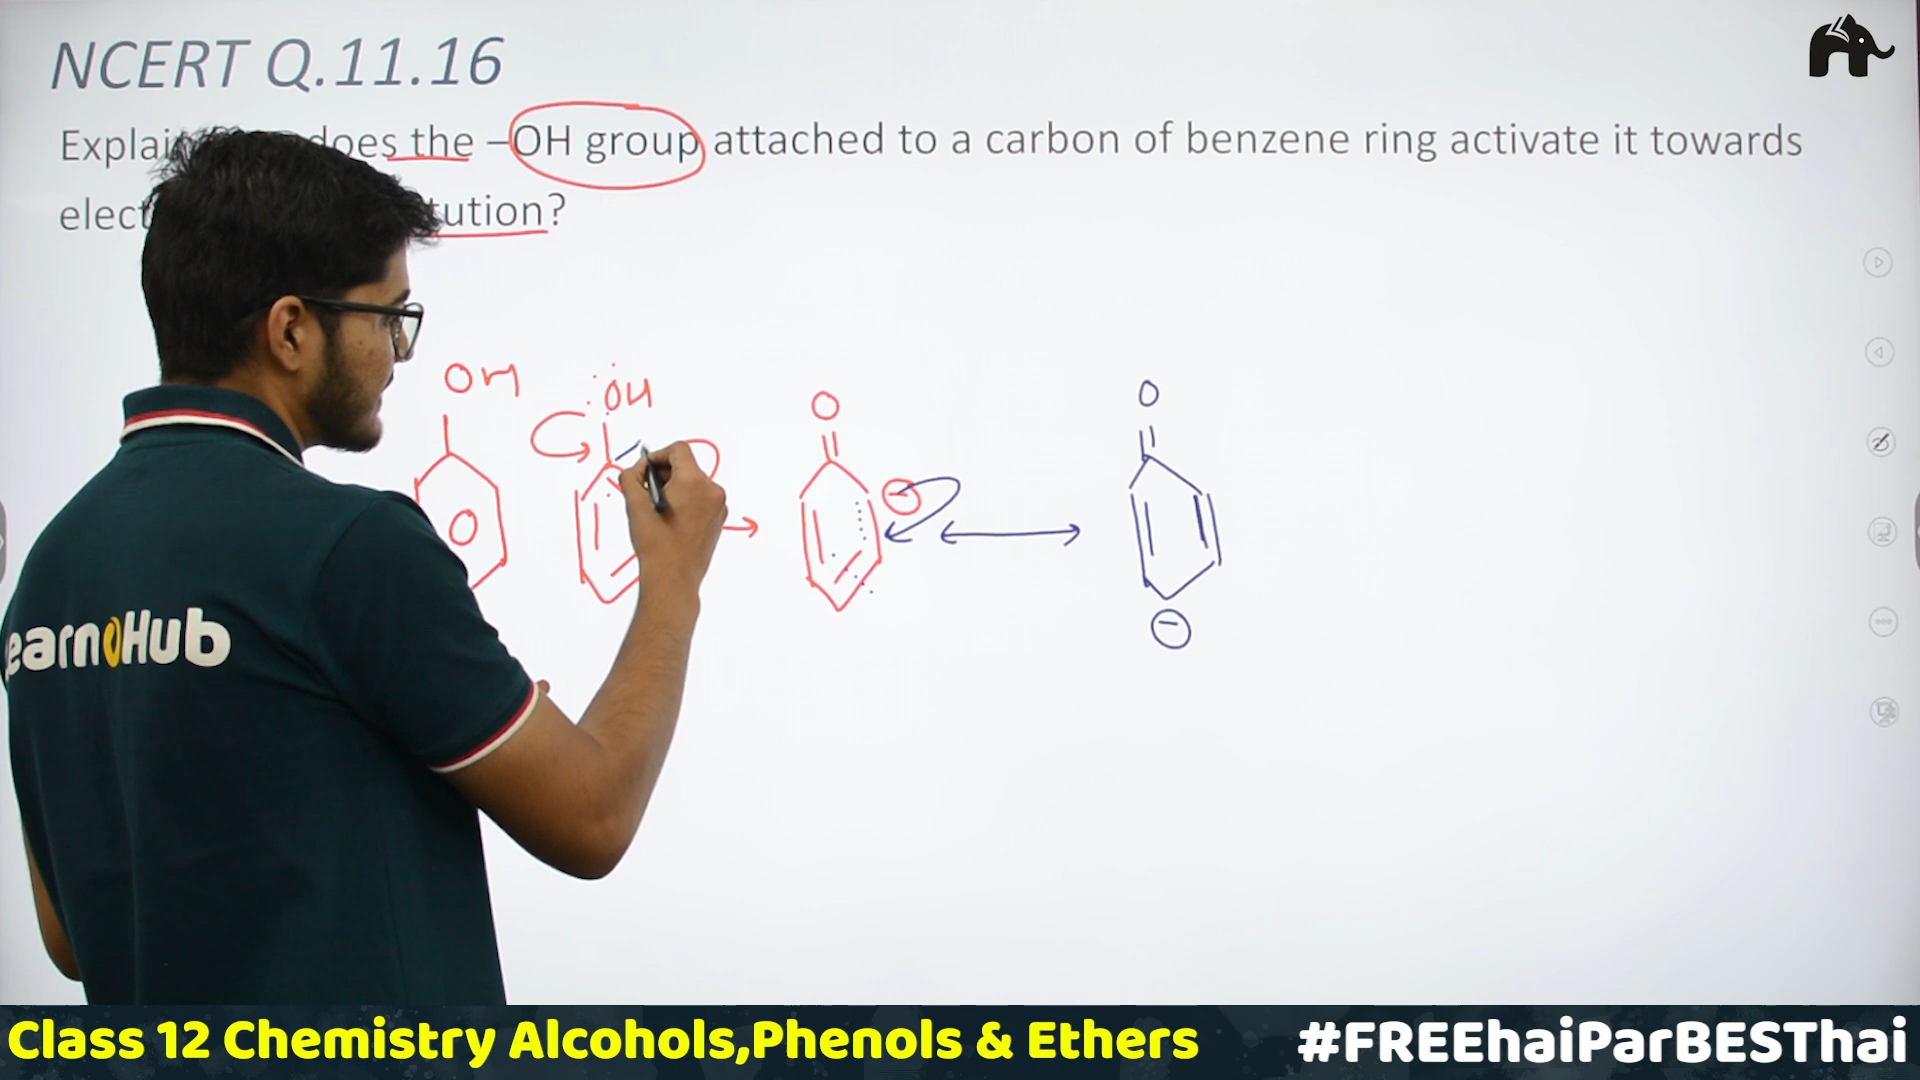 NCERT Q.11.16
Explai does the –OH group attached to a carbon of benzene ring activate it towards
elect tution?
OH
OH
O
O
O
⊖
⊖
earnoHub
Class 12 Chemistry Alcohols,Phenols & Ethers
#FREEhaiParBESThai